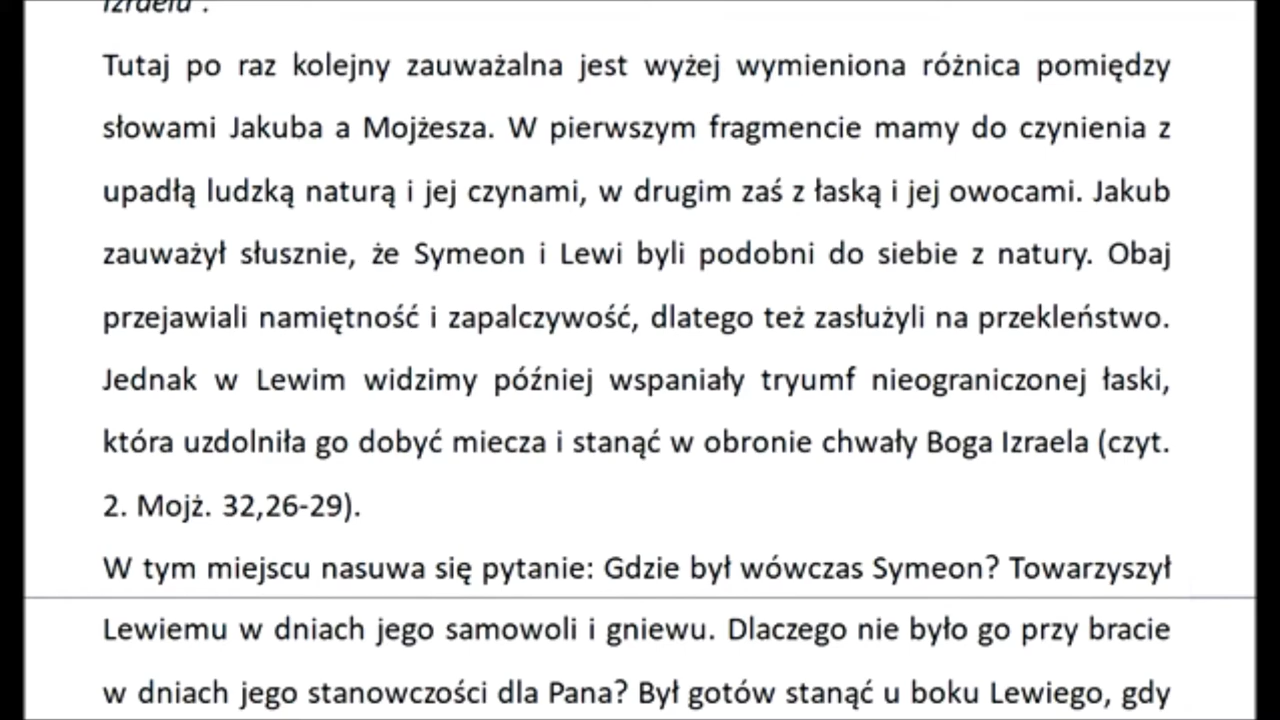 Izraelu".
Tutaj po raz kolejny zauważalna jest wyżej wymieniona różnica pomiędzy
słowami Jakuba a Mojżesza. W pierwszym fragmencie mamy do czynienia z
upadłą ludzką naturą i jej czynami, w drugim zaś z łaską i jej owocami. Jakub
zauważył słusznie, że Symeon i Lewi byli podobni do siebie z natury. Obaj
przejawiali namiętność i zapalczywość, dlatego też zasłużyli na przekleństwo.
Jednak w Lewim widzimy później wspaniały tryumf nieograniczonej łaski,
która uzdolniła go dobyć miecza i stanąć w obronie chwały Boga Izraela (czyt.
2. Mojż. 32,26-29).
W tym miejscu nasuwa się pytanie: Gdzie był wówczas Symeon? Towarzyszył
Lewiemu w dniach jego samowoli i gniewu. Dlaczego nie było go przy bracie
w dniach jego stanowczości dla Pana? Był gotów stanąć u boku Lewiego, gdy